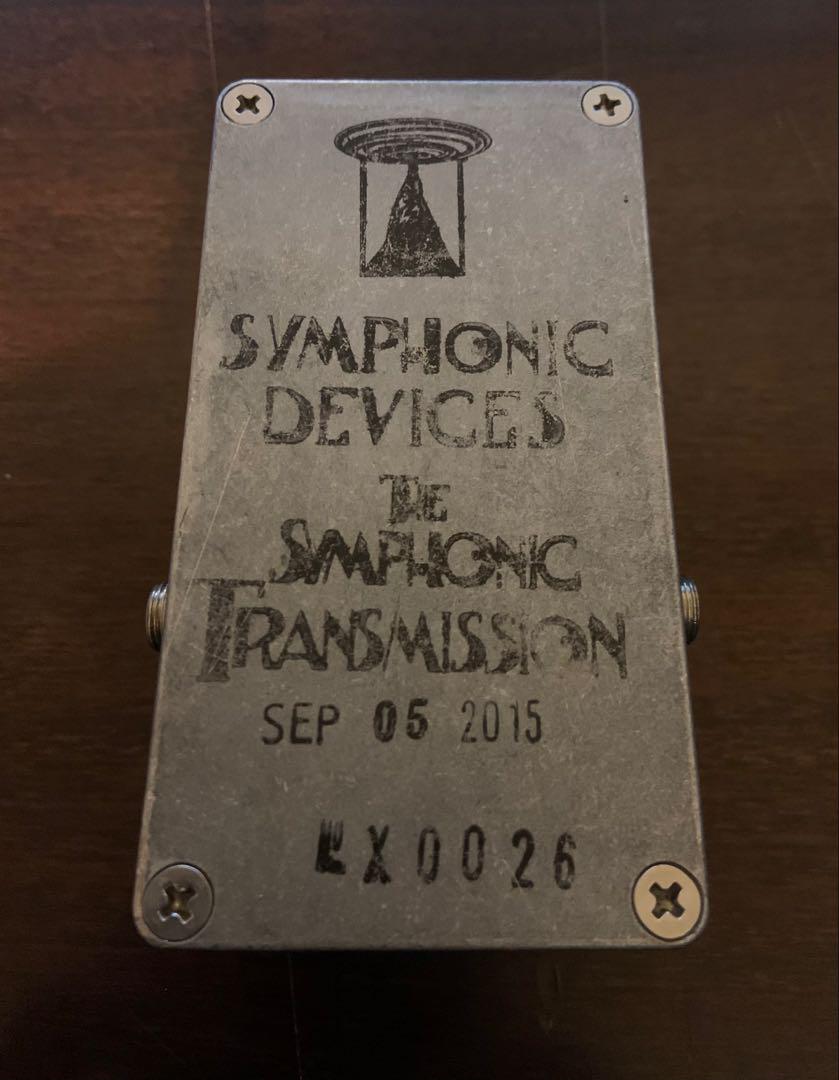 SYMPHONIC
DEVICES
THE
SYMPHONIC
TRANSMISSION
SEP 05 2015
X0026